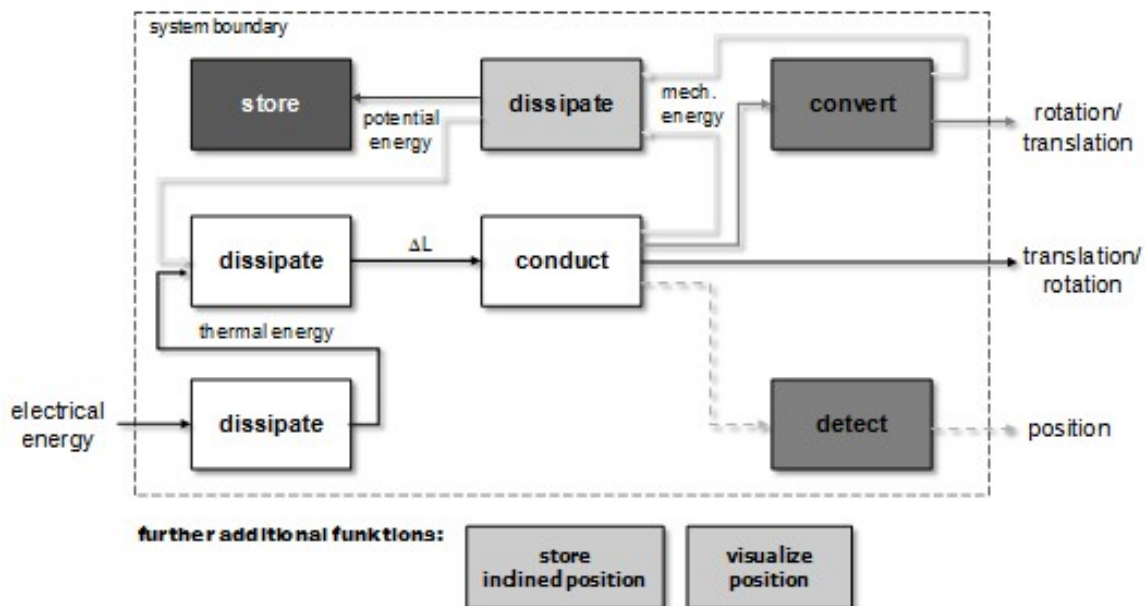 system boundary
store
dissipate
mech.
energy
convert
potential
energy
rotation/
translation
dissipate
ΔL
conduct
translation/
rotation
thermal energy
electrical
energy
dissipate
detect
position
further additional funktions:
store
inclined position
visualize
position